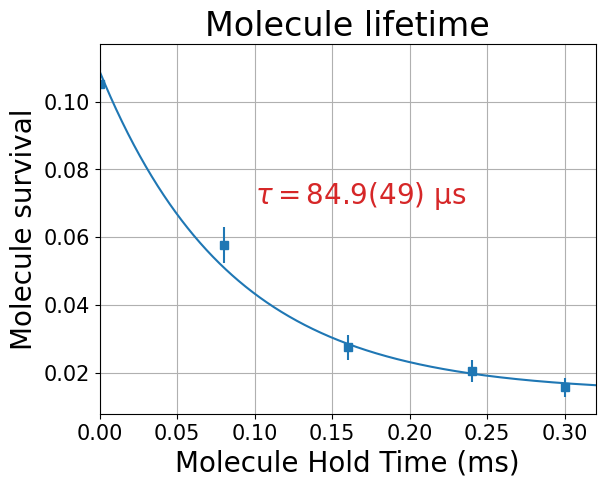 Molecule lifetime
Molecule survival
0.10
0.08
0.06
0.04
0.02
τ = 84.9(49) μs
0.00 0.05 0.10 0.15 0.20 0.25 0.30
Molecule Hold Time (ms)